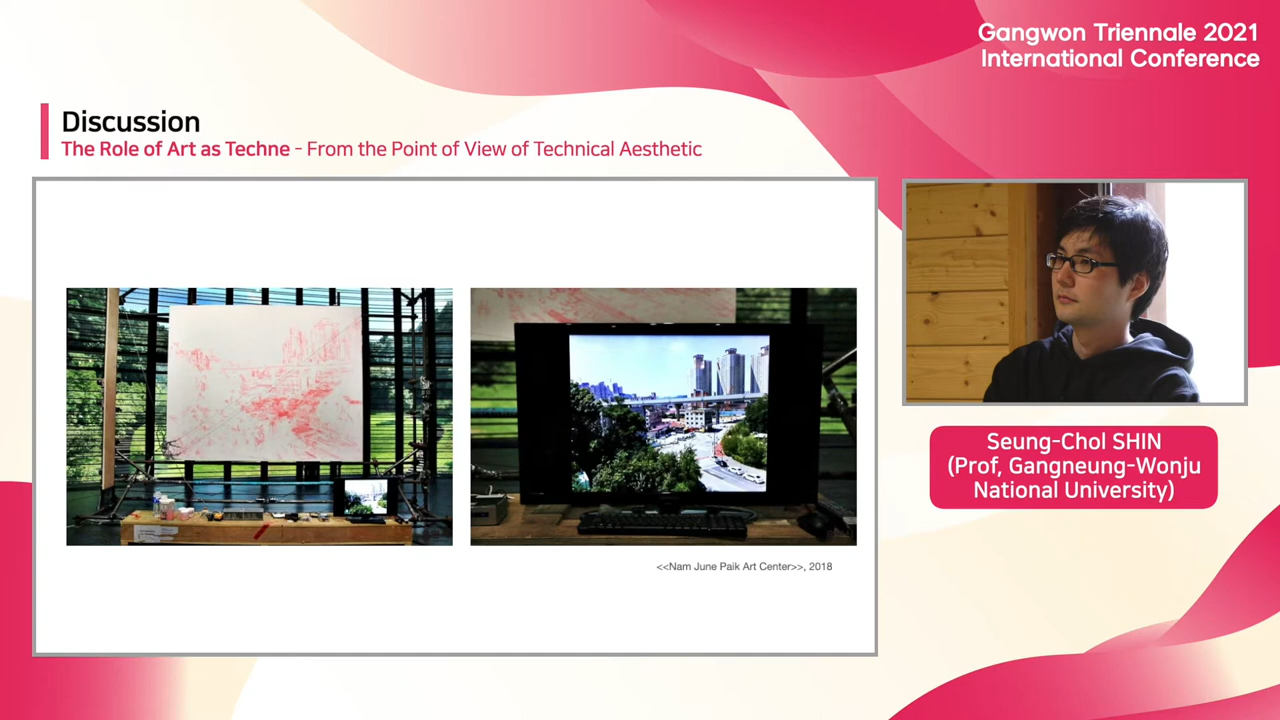 Gangwon Triennale 2021
International Conference
Discussion
The Role of Art as Techne - From the Point of View of Technical Aesthetic
Seung-Chol SHIN
(Prof, Gangneung-Wonju
National University)
<<Nam June Paik Art Center>>, 2018